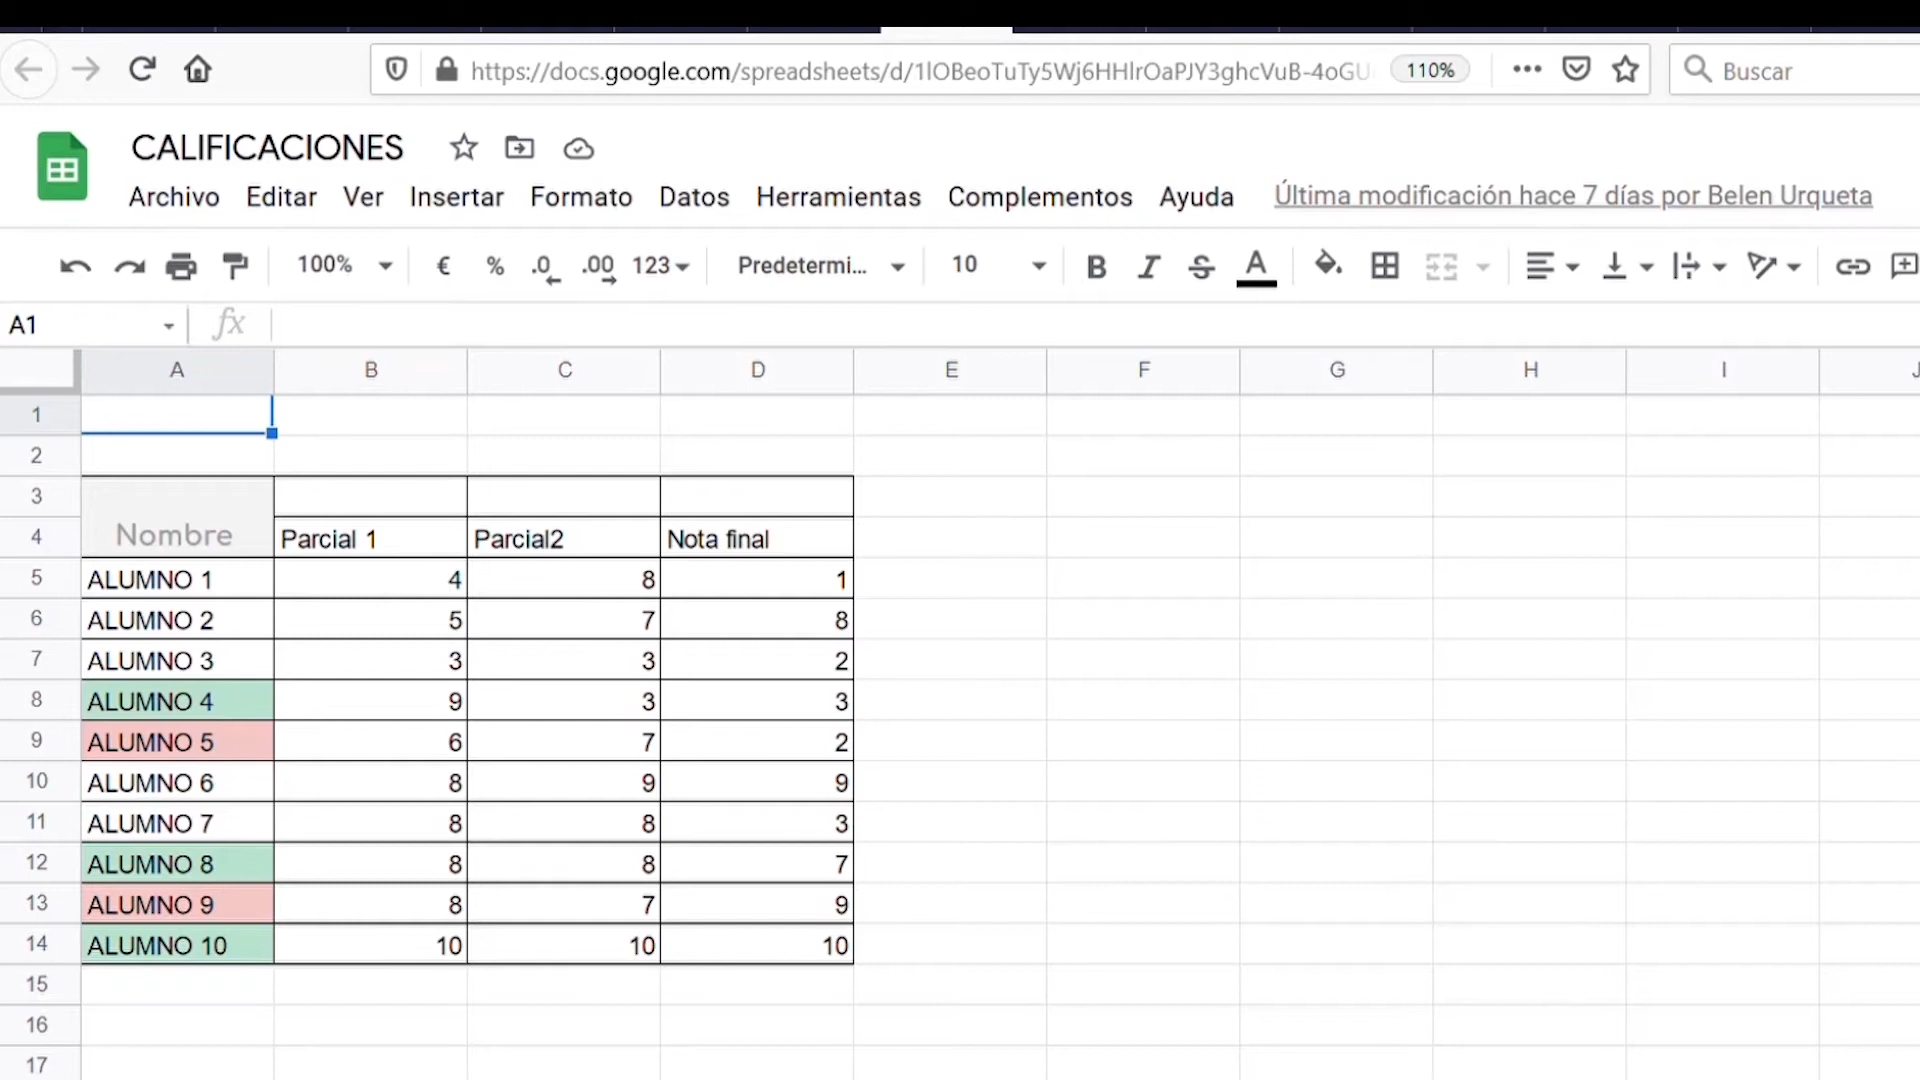 https://docs.google.com/spreadsheets/d/1lOBeoTuTy5Wj6HHlrOaPJY3ghcVuB-4oGU 110% Buscar
CALIFICACIONES
Archivo Editar Ver Insertar Formato Datos Herramientas Complementos Ayuda Última modificación hace 7 días por Belen Urqueta
100% € % .0 .00 123 Predetermi... 10 B I S A
A1 fx
A B C D E F G H I J
1
2
3
4 Nombre Parcial 1 Parcial2 Nota final
5 ALUMNO 1 4 8 1
6 ALUMNO 2 5 7 8
7 ALUMNO 3 3 3 2
8 ALUMNO 4 9 3 3
9 ALUMNO 5 6 7 2
10 ALUMNO 6 8 9 9
11 ALUMNO 7 8 8 3
12 ALUMNO 8 8 8 7
13 ALUMNO 9 8 7 9
14 ALUMNO 10 10 10 10
15
16
17